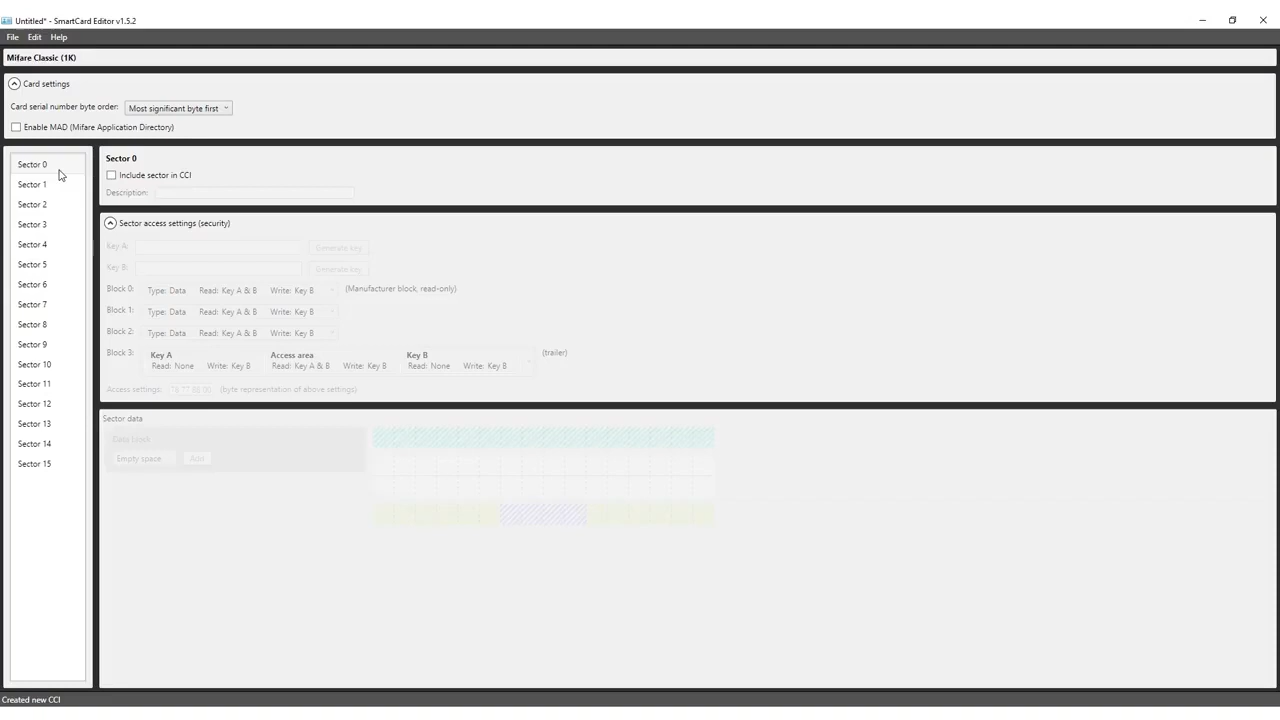 Untitled* - SmartCard Editor v1.5.2
File Edit Help
Mifare Classic (1K)
Card settings
Card serial number byte order: Most significant byte first
Enable MAD (Mifare Application Directory)
Sector 0
Sector 1
Sector 2
Sector 3
Sector 4
Sector 5
Sector 6
Sector 7
Sector 8
Sector 9
Sector 10
Sector 11
Sector 12
Sector 13
Sector 14
Sector 15
Sector 0
Include sector in CCI
Description:
Sector access settings (security)
Key A: Generate key
Key B: Generate key
Block 0: Type: Data Read: Key A & B Write: Key B (Manufacturer block, read-only)
Block 1: Type: Data Read: Key A & B Write: Key B
Block 2: Type: Data Read: Key A & B Write: Key B
Block 3: Key A Access area Key B (trailer)
Read: None Write: Key B Read: Key A & B Write: Key B Read: None Write: Key B
Access settings: 78 77 88 00 (byte representation of above settings)
Sector data
Data block
Empty space Add
Created new CCI